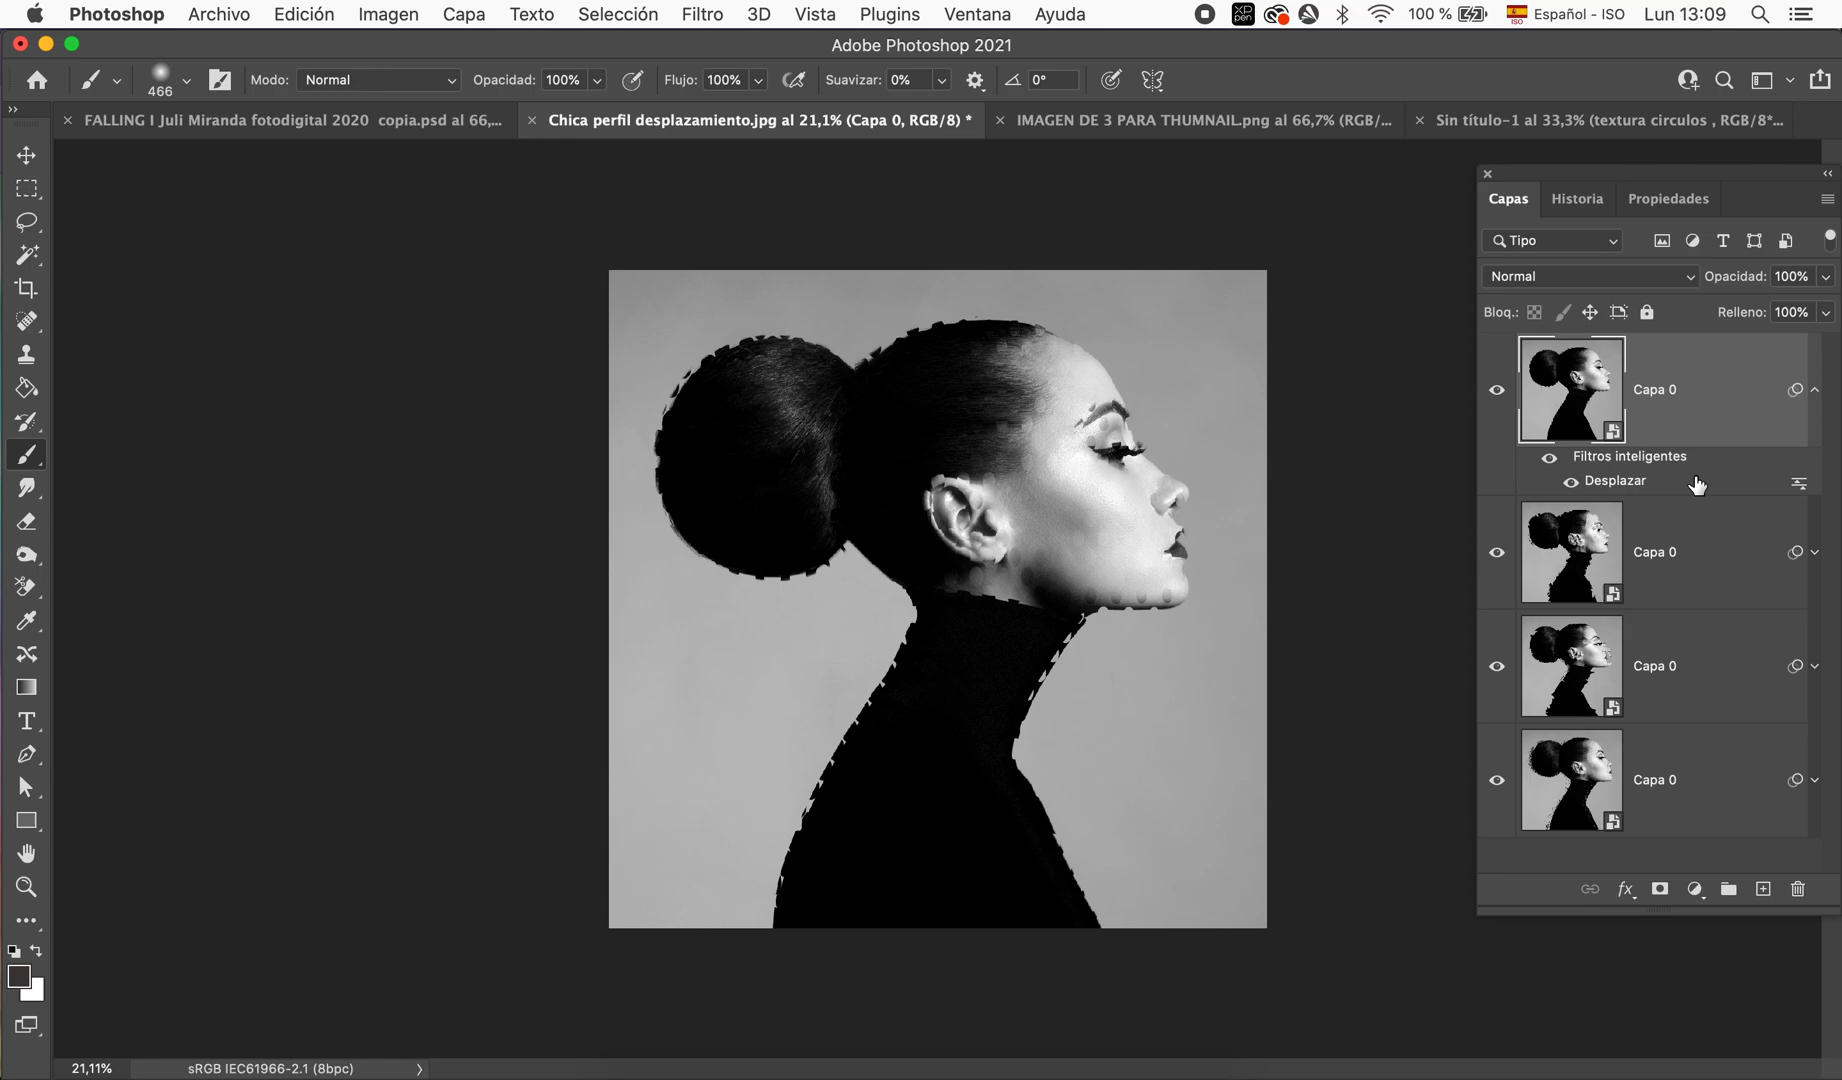 Photoshop Archivo Edición Imagen Capa Texto Selección Filtro 3D Vista Plugins Ventana Ayuda XP pen 100 % ISO Español - ISO Lun 13:09
Adobe Photoshop 2021
466 Modo: Normal Opacidad: 100% Flujo: 100% Suavizar: 0% 0°
FALLING I Juli Miranda fotodigital 2020 copia.psd al 66,... Chica perfil desplazamiento.jpg al 21,1% (Capa 0, RGB/8) * IMAGEN DE 3 PARA THUMNAIL.png al 66,7% (RGB/... Sin título-1 al 33,3% (textura circulos , RGB/8*...
Capas Historia Propiedades
Tipo
Normal Opacidad: 100%
Bloq.: Relleno: 100%
Capa 0
Filtros inteligentes
Desplazar
Capa 0
Capa 0
Capa 0
fx
21,11% sRGB IEC61966-2.1 (8bpc)